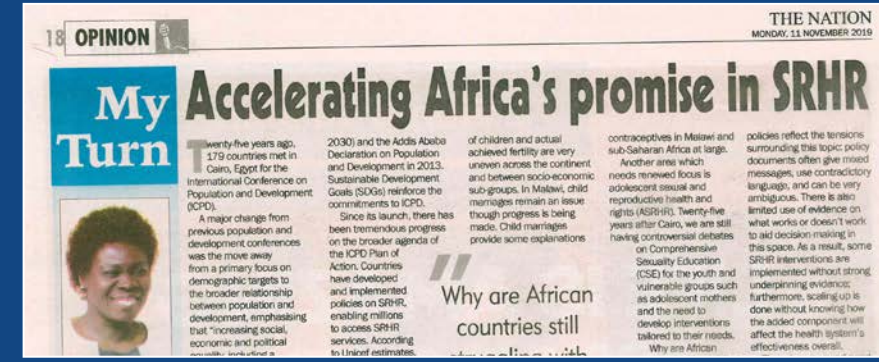 18 OPINION
THE NATION
MONDAY, 11 NOVEMBER 2019
My
Turn
Accelerating Africa's promise in SRHR
Twenty-five years ago,
179 countries met in
Cairo, Egypt for the
International Conference on
Population and Development
(ICPD).
A major change from
previous population and
development conferences
was the move away
from a primary focus on
demographic targets to
the broader relationship
between population and
development, emphasising
that "increasing social,
economic and political
equality, including a
2030) and the Addis Ababa
Declaration on Population
and Development in 2013.
Sustainable Development
Goals (SDGs) reinforce the
commitments to ICPD.
Since its launch, there has
been tremendous progress
on the broader agenda of
the ICPD Plan of
Action. Countries
have developed
and implemented
policies on SRHR,
enabling millions
to access SRHR
services. According
to Unicef estimates,
of children and actual
achieved fertility are very
uneven across the continent
and between socio-economic
sub-groups. In Malawi, child
marriages remain an issue
though progress is being
made. Child marriages
provide some explanations
"
Why are African
countries still
struggling with
contraceptives in Malawi and
sub-Saharan Africa at large.
Another area which
needs renewed focus is
adolescent sexual and
reproductive health and
rights (ASRHR). Twenty-five
years after Cairo, we are still
having controversial debates
on Comprehensive
Sexuality Education
(CSE) for the youth and
vulnerable groups such
as adolescent mothers
and the need to
develop interventions
tailored to their needs.
Why are African
policies reflect the tensions
surrounding this topic: policy
documents often give mixed
messages, use contradictory
language, and can be very
ambiguous. There is also
limited use of evidence on
what works or doesn't work
to aid decision making in
this space. As a result, some
SRHR interventions are
implemented without strong
underpinning evidence;
furthermore, scaling up is
done without knowing how
the added component will
affect the health system's
effectiveness overall.